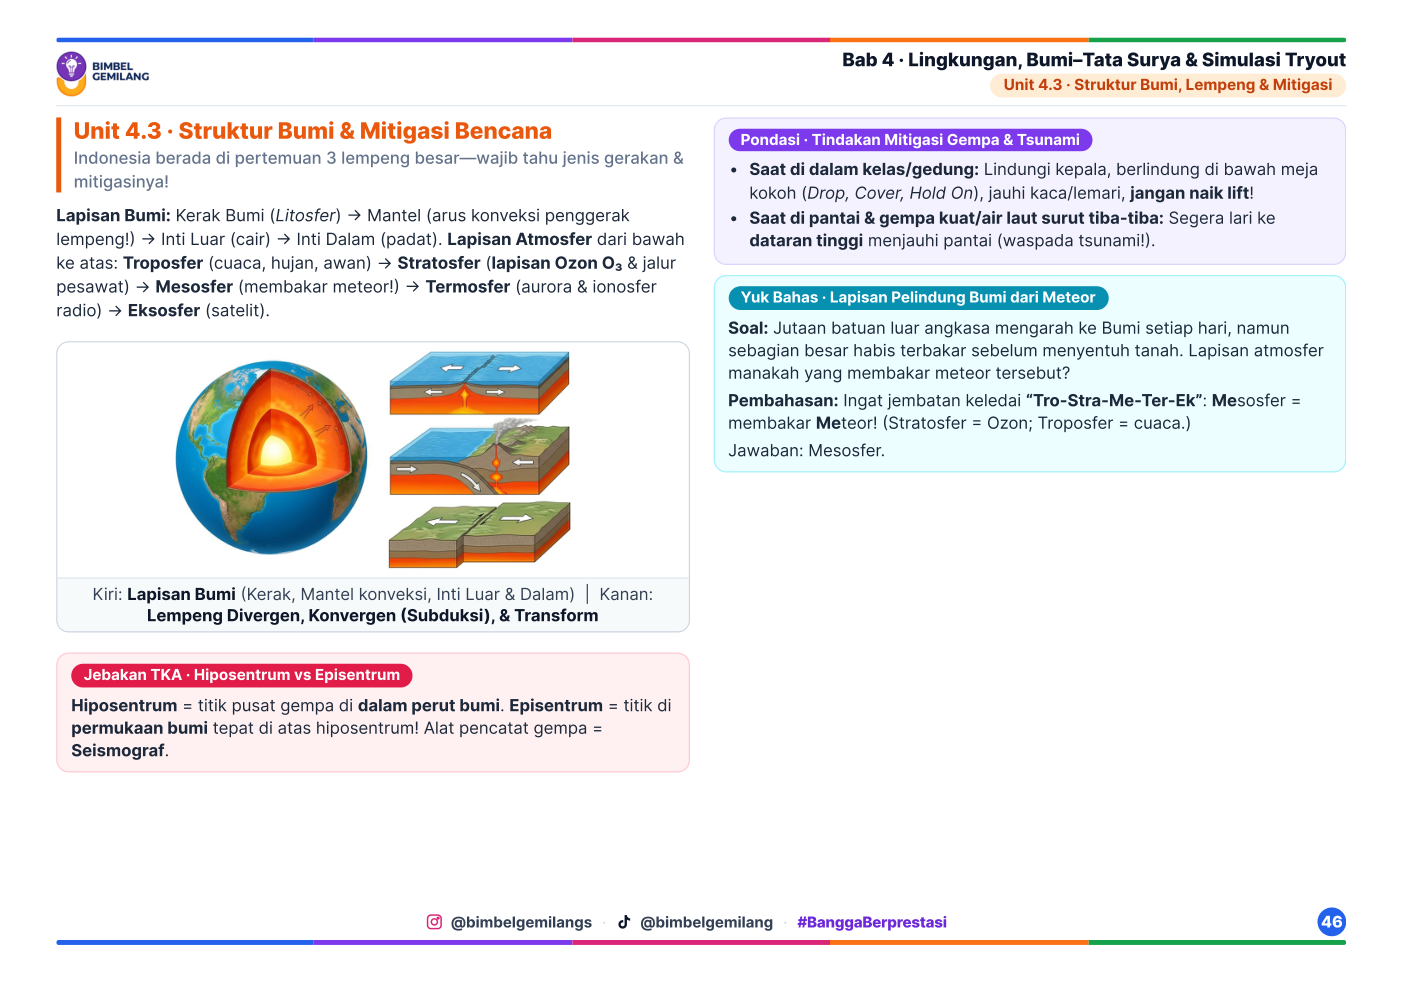 BIMBEL
GEMILANG
Bab 4 · Lingkungan, Bumi–Tata Surya & Simulasi Tryout
Unit 4.3 · Struktur Bumi, Lempeng & Mitigasi
Unit 4.3 · Struktur Bumi & Mitigasi Bencana
Indonesia berada di pertemuan 3 lempeng besar—wajib tahu jenis gerakan &
mitigasinya!
Lapisan Bumi: Kerak Bumi (Litosfer) → Mantel (arus konveksi penggerak
lempeng!) → Inti Luar (cair) → Inti Dalam (padat). Lapisan Atmosfer dari bawah
ke atas: Troposfer (cuaca, hujan, awan) → Stratosfer (lapisan Ozon O₃ & jalur
pesawat) → Mesosfer (membakar meteor!) → Termosfer (aurora & ionosfer
radio) → Eksosfer (satelit).
Kiri: Lapisan Bumi (Kerak, Mantel konveksi, Inti Luar & Dalam) | Kanan:
Lempeng Divergen, Konvergen (Subduksi), & Transform
Jebakan TKA · Hiposentrum vs Episentrum
Hiposentrum = titik pusat gempa di dalam perut bumi. Episentrum = titik di
permukaan bumi tepat di atas hiposentrum! Alat pencatat gempa =
Seismograf.
Pondasi · Tindakan Mitigasi Gempa & Tsunami
• Saat di dalam kelas/gedung: Lindungi kepala, berlindung di bawah meja
kokoh (Drop, Cover, Hold On), jauhi kaca/lemari, jangan naik lift!
• Saat di pantai & gempa kuat/air laut surut tiba-tiba: Segera lari ke
dataran tinggi menjauhi pantai (waspada tsunami!).
Yuk Bahas · Lapisan Pelindung Bumi dari Meteor
Soal: Jutaan batuan luar angkasa mengarah ke Bumi setiap hari, namun
sebagian besar habis terbakar sebelum menyentuh tanah. Lapisan atmosfer
manakah yang membakar meteor tersebut?
Pembahasan: Ingat jembatan keledai “Tro-Stra-Me-Ter-Ek”: Mesosfer =
membakar Meteor! (Stratosfer = Ozon; Troposfer = cuaca.)
Jawaban: Mesosfer.
@bimbelgemilangs · @bimbelgemilang · #BanggaBerprestasi
46